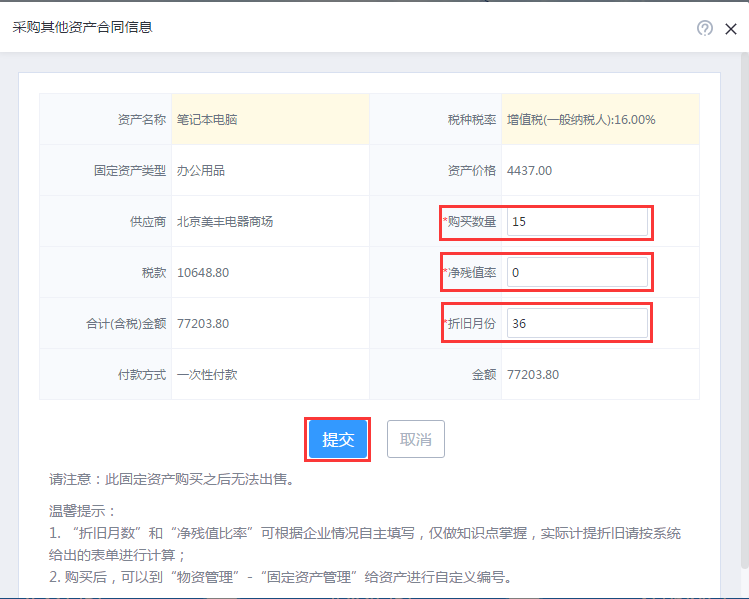 采购其他资产合同信息
资产名称 笔记本电脑 税种税率 增值税(一般纳税人):16.00%
固定资产类型 办公用品 资产价格 4437.00
供应商 北京美丰电器商场 *购买数量 15
税款 10648.80 *净残值率 0
合计(含税)金额 77203.80 *折旧月份 36
付款方式 一次性付款 金额 77203.80
提交 取消
请注意：此固定资产购买之后无法出售。
温馨提示：
1. “折旧月数”和“净残值比率”可根据企业情况自主填写，仅做知识点掌握，实际计提折旧请按系统
给出的表单进行计算；
2. 购买后，可以到“物资管理”-“固定资产管理”给资产进行自定义编号。